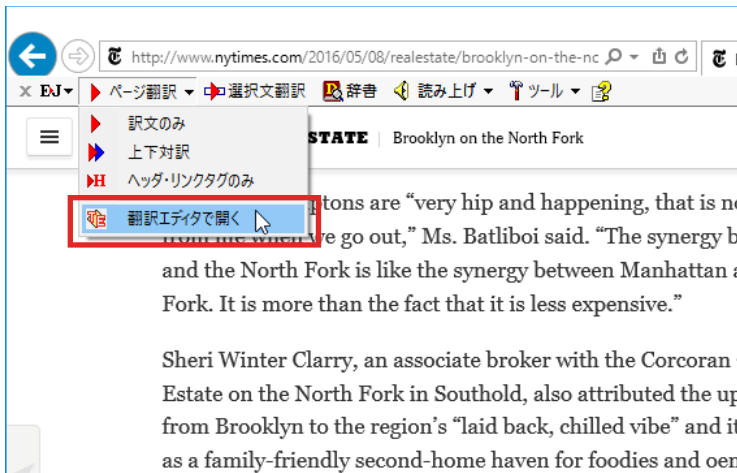 http://www.nytimes.com/2016/05/08/realestate/brooklyn-on-the-nc
× EJ ページ翻訳 選択文翻訳 辞書 読み上げ ツール
訳文のみ
上下対訳
ヘッダ・リンクタグのみ
翻訳エディタで開く
STATE | Brooklyn on the North Fork
ptons are “very hip and happening, that is
from the when we go out,” Ms. Batliboi said. “The synergy
and the North Fork is like the synergy between Manhattan
Fork. It is more than the fact that it is less expensive.”
Sheri Winter Clarry, an associate broker with the Corcoran
Estate on the North Fork in Southold, also attributed the
from Brooklyn to the region’s “laid back, chilled vibe” and
as a family-friendly second-home haven for foodies and